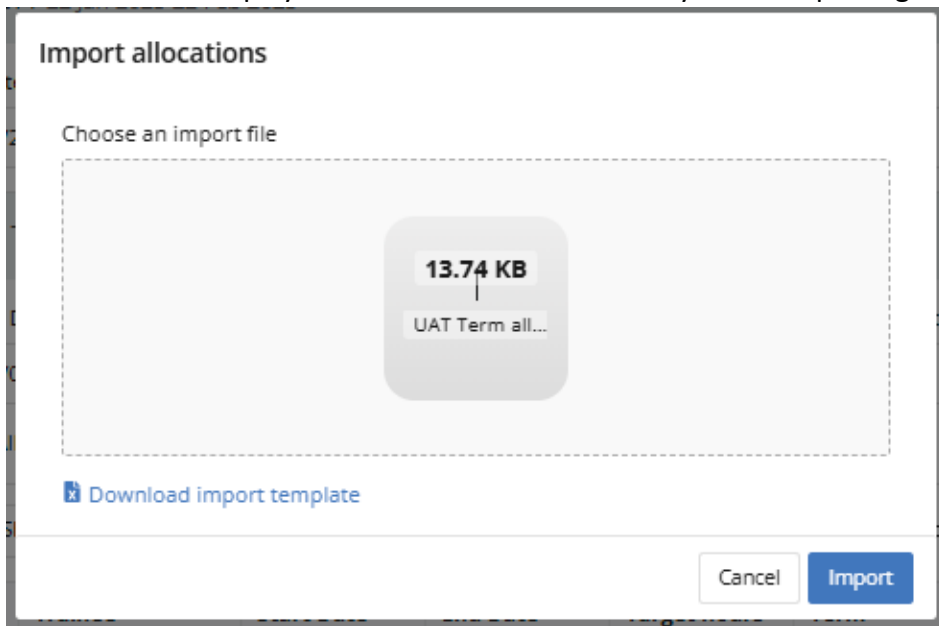 Import allocations
Choose an import file
13.74 KB
UAT Term all...
Download import template
Cancel
Import